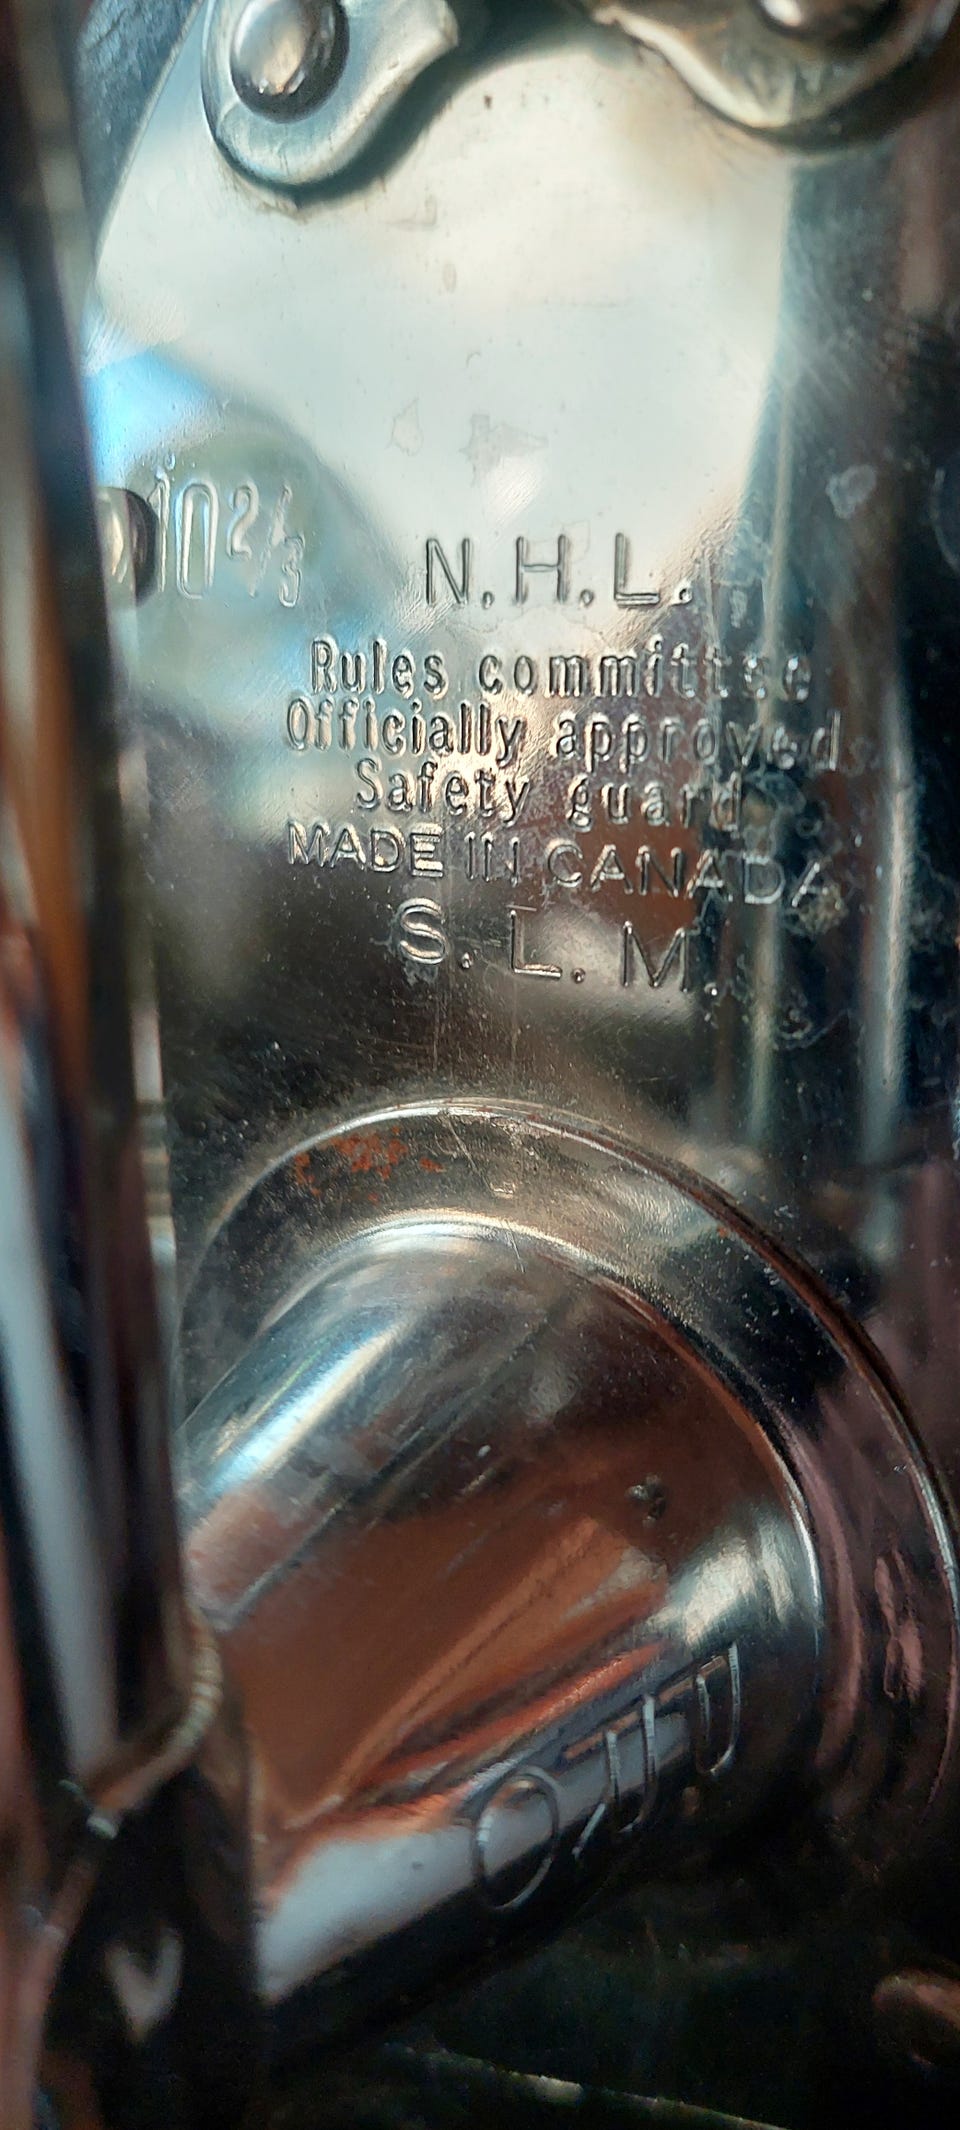 10 2/3
N.H.L.
Rules committee
Officially approved
Safety guard
MADE IN CANADA
S. L. M.